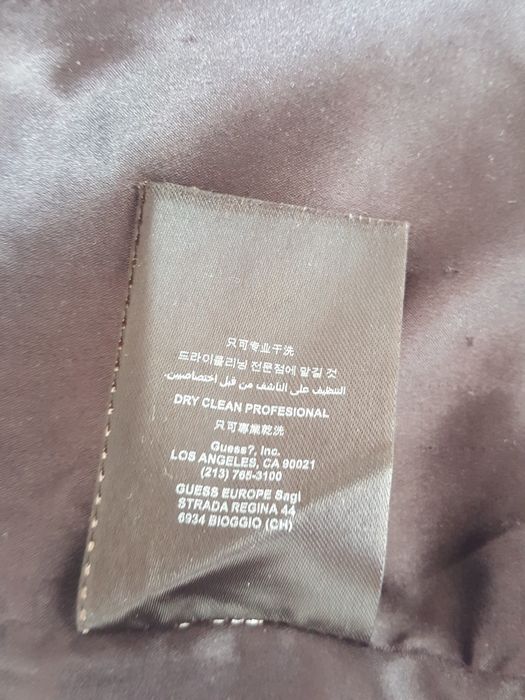 只可专业干洗
드라이클리닝 전문점에 맡길 것
التنظيف على الناشف من قبل اختصاصيين.
DRY CLEAN PROFESIONAL
只可專業乾洗
Guess?, Inc.
LOS ANGELES, CA 90021
(213) 765-3100
GUESS EUROPE Sagl
STRADA REGINA 44
6934 BIOGGIO (CH)